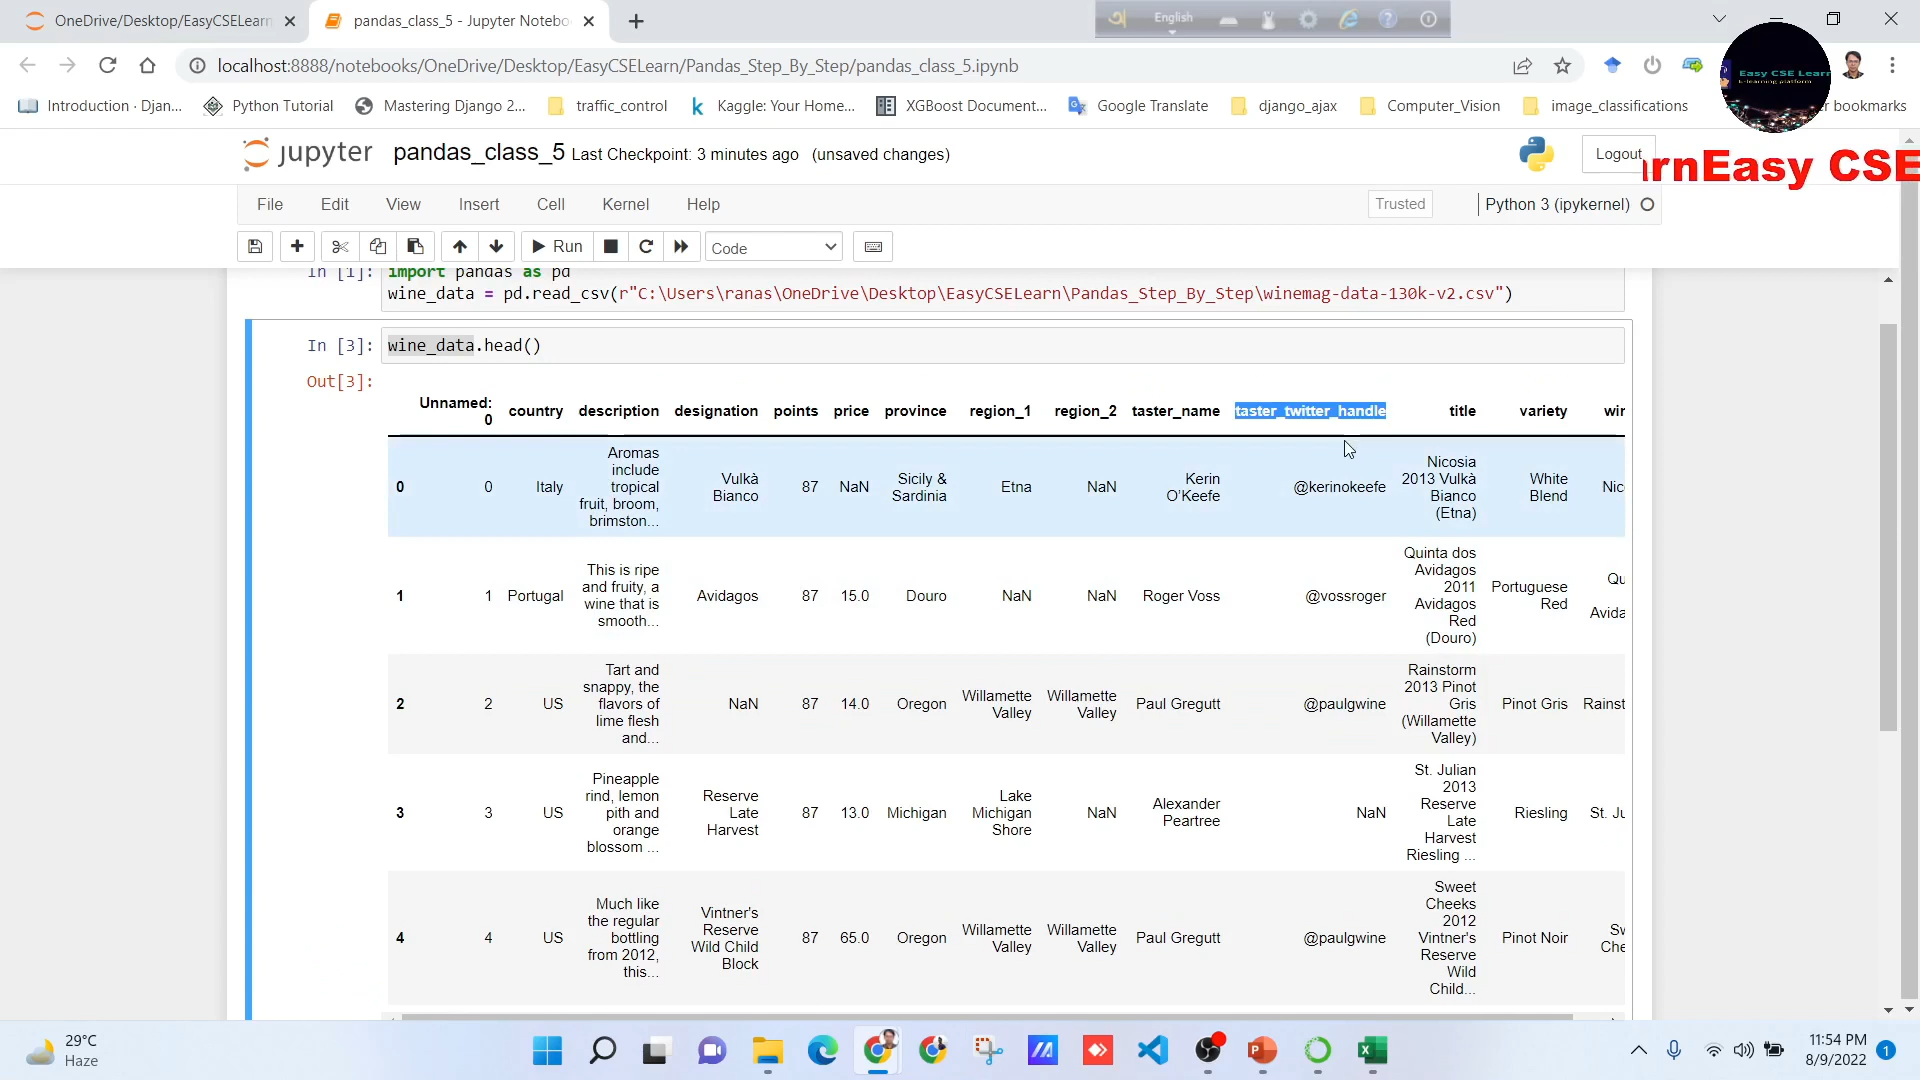 OneDrive/Desktop/EasyCSELearn
pandas_class_5 - Jupyter Notebo
English
localhost:8888/notebooks/OneDrive/Desktop/EasyCSELearn/Pandas_Step_By_Step/pandas_class_5.ipynb
Easy CSE Learn
Introduction · Djan...
Python Tutorial
Mastering Django 2...
traffic_control
Kaggle: Your Home...
XGBoost Document...
Google Translate
django_ajax
Computer_Vision
image_classifications
r bookmarks
jupyter pandas_class_5 Last Checkpoint: 3 minutes ago (unsaved changes)
Logout
rnEasy CSE
File Edit View Insert Cell Kernel Help
Trusted
Python 3 (ipykernel)
Run
Code
In [1]: import pandas as pd
wine_data = pd.read_csv(r"C:\Users\ranas\OneDrive\Desktop\EasyCSELearn\Pandas_Step_By_Step\winemag-data-130k-v2.csv")
In [3]: wine_data.head()
Out[3]:
Unnamed: 0 country description designation points price province region_1 region_2 taster_name taster_twitter_handle title variety win
0 0 Italy Aromas include tropical fruit, broom, brimston... Vulkà Bianco 87 NaN Sicily & Sardinia Etna NaN Kerin O'Keefe @kerinokeefe Nicosia 2013 Vulkà Bianco (Etna) White Blend Nic
1 1 Portugal This is ripe and fruity, a wine that is smooth... Avidagos 87 15.0 Douro NaN NaN Roger Voss @vossroger Quinta dos Avidagos 2011 Avidagos Red (Douro) Portuguese Red Qu Avida
2 2 US Tart and snappy, the flavors of lime flesh and... NaN 87 14.0 Oregon Willamette Valley Willamette Valley Paul Gregutt @paulgwine Rainstorm 2013 Pinot Gris (Willamette Valley) Pinot Gris Rainst
3 3 US Pineapple rind, lemon pith and orange blossom ... Reserve Late Harvest 87 13.0 Michigan Lake Michigan Shore NaN Alexander Peartree NaN St. Julian 2013 Reserve Late Harvest Riesling ... Riesling St. Ju
4 4 US Much like the regular bottling from 2012, this... Vintner's Reserve Wild Child Block 87 65.0 Oregon Willamette Valley Willamette Valley Paul Gregutt @paulgwine Sweet Cheeks 2012 Vintner's Reserve Wild Child... Pinot Noir Sw Che
29°C
Haze
11:54 PM
8/9/2022
1